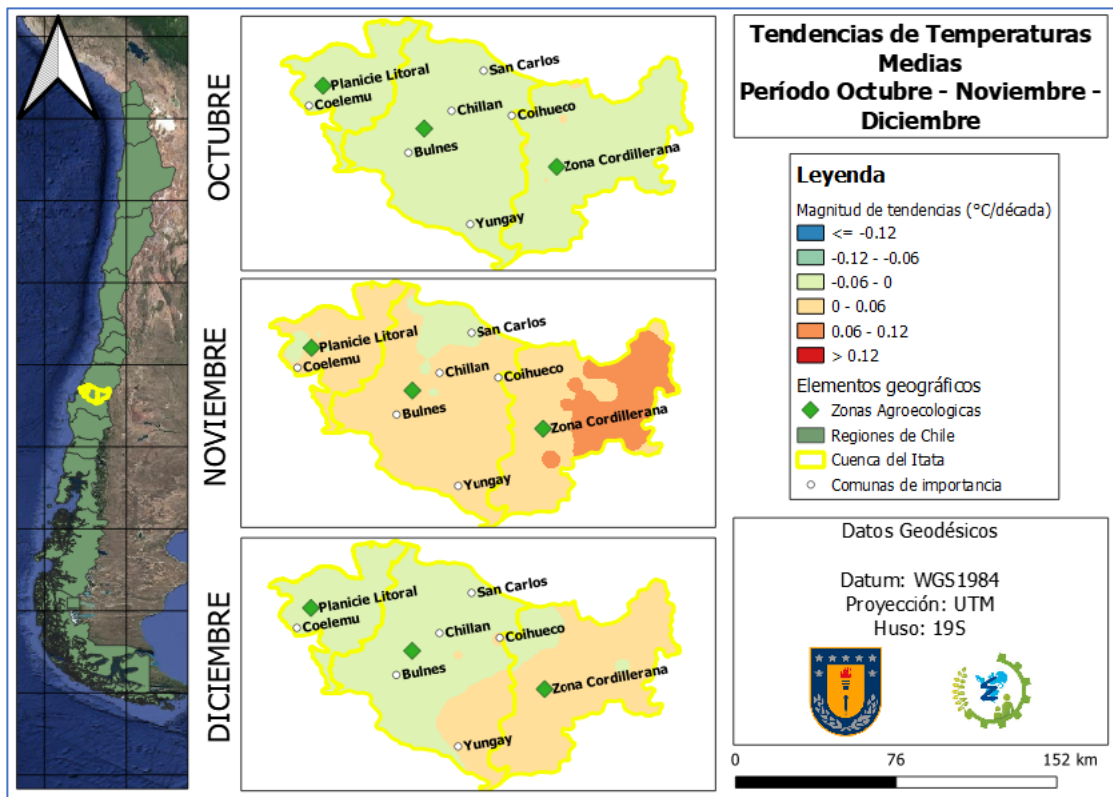 Tendencias de Temperaturas
Medias
Período Octubre - Noviembre -
Diciembre
OCTUBRE
San Carlos
Planicie Litoral
Coelemu
Chillan
Coihueco
Bulnes
Zona Cordillerana
Yungay
NOVIEMBRE
San Carlos
Planicie Litoral
Coelemu
Chillan
Coihueco
Bulnes
Zona Cordillerana
Yungay
DICIEMBRE
San Carlos
Planicie Litoral
Coelemu
Chillan
Coihueco
Bulnes
Zona Cordillerana
Yungay
Leyenda
Magnitud de tendencias (°C/década)
<= -0.12
-0.12 - -0.06
-0.06 - 0
0 - 0.06
0.06 - 0.12
> 0.12
Elementos geográficos
Zonas Agroecologicas
Regiones de Chile
Cuenca del Itata
Comunas de importancia
Datos Geodésicos
Datum: WGS1984
Proyección: UTM
Huso: 19S
0 76 152 km